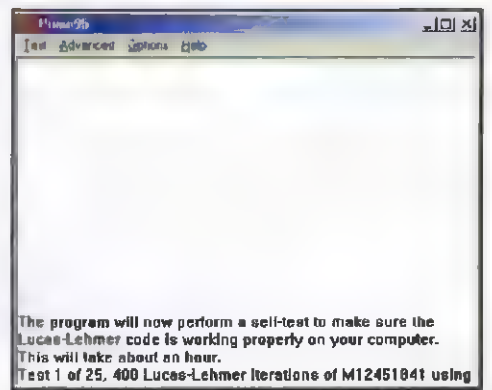 Prime95
Test Advanced Options Help
The program will now perform a self-test to make sure the
Lucas-Lehmer code is working properly on your computer.
This will take about an hour.
Test 1 of 25, 400 Lucas-Lehmer iterations of M12451841 using